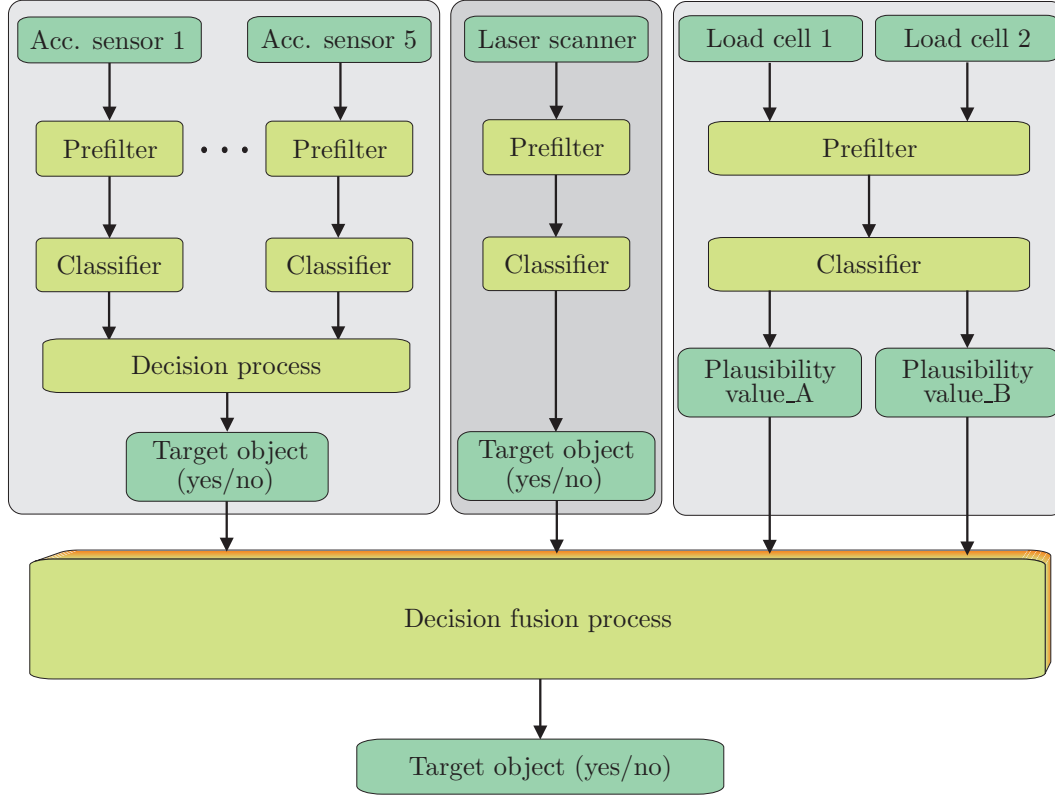 Acc. sensor 1
Acc. sensor 5
Laser scanner
Load cell 1
Load cell 2
Prefilter
Prefilter
Prefilter
Prefilter
Classifier
Classifier
Classifier
Classifier
Decision process
Plausibility
value_A
Plausibility
value_B
Target object
(yes/no)
Target object
(yes/no)
Decision fusion process
Target object (yes/no)